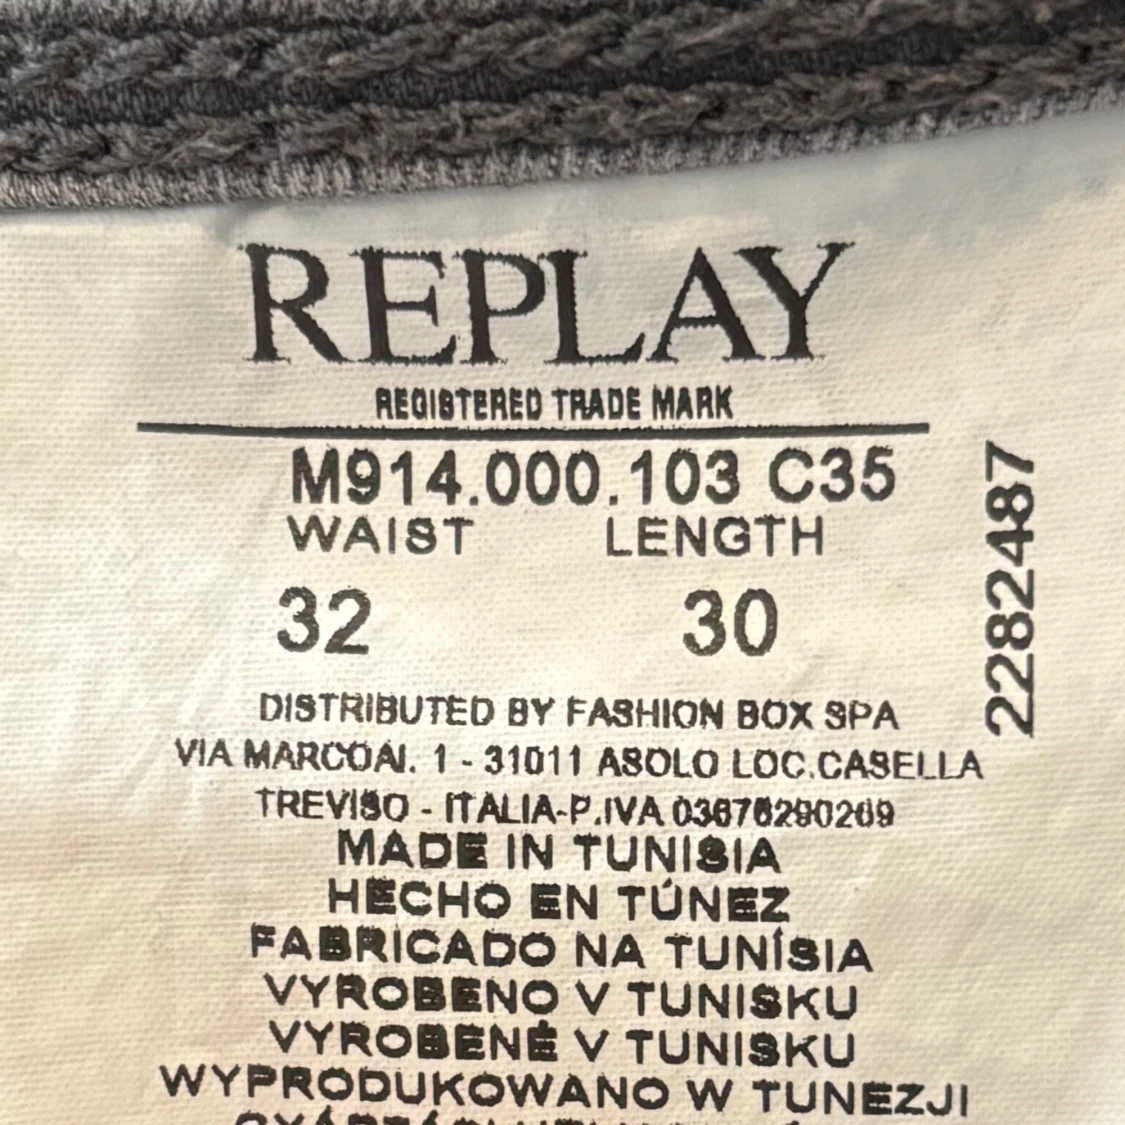 REPLAY
REGISTERED TRADE MARK
M914.000.103 C35
WAIST LENGTH
32 30
2282487
DISTRIBUTED BY FASHION BOX SPA
VIA MARCOAI. 1 - 31011 ASOLO LOC.CASELLA
TREVISO - ITALIA-P.IVA
MADE IN TUNISIA
HECHO EN TÚNEZ
FABRICADO NA TUNÍSIA
VYROBENO V TUNISKU
VYROBENÉ V TUNISKU
WYPRODUKOWANO W TUNEZJI